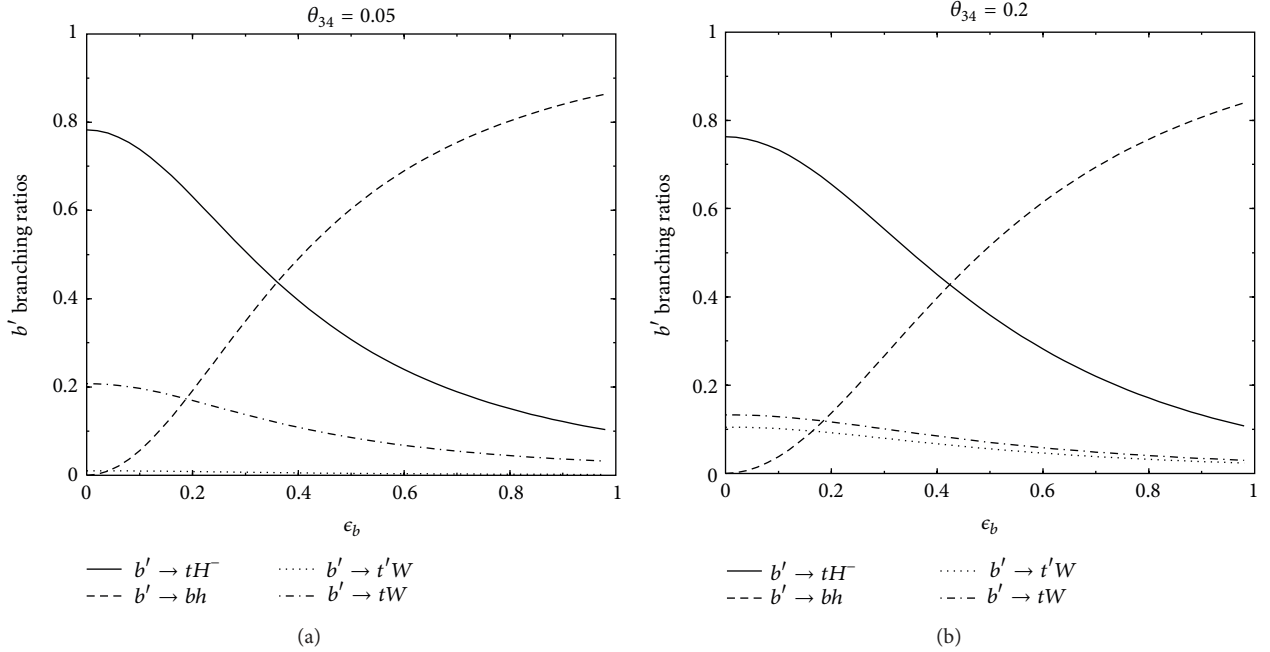 θ34 = 0.05
1
0.8
0.6
0.4
0.2
0
b′ branching ratios
0 0.2 0.4 0.6 0.8 1
ϵb
b′ → tH−
b′ → bh
b′ → t′W
b′ → tW
(a)
θ34 = 0.2
1
0.8
0.6
0.4
0.2
0
b′ branching ratios
0 0.2 0.4 0.6 0.8 1
ϵb
b′ → tH−
b′ → bh
b′ → t′W
b′ → tW
(b)